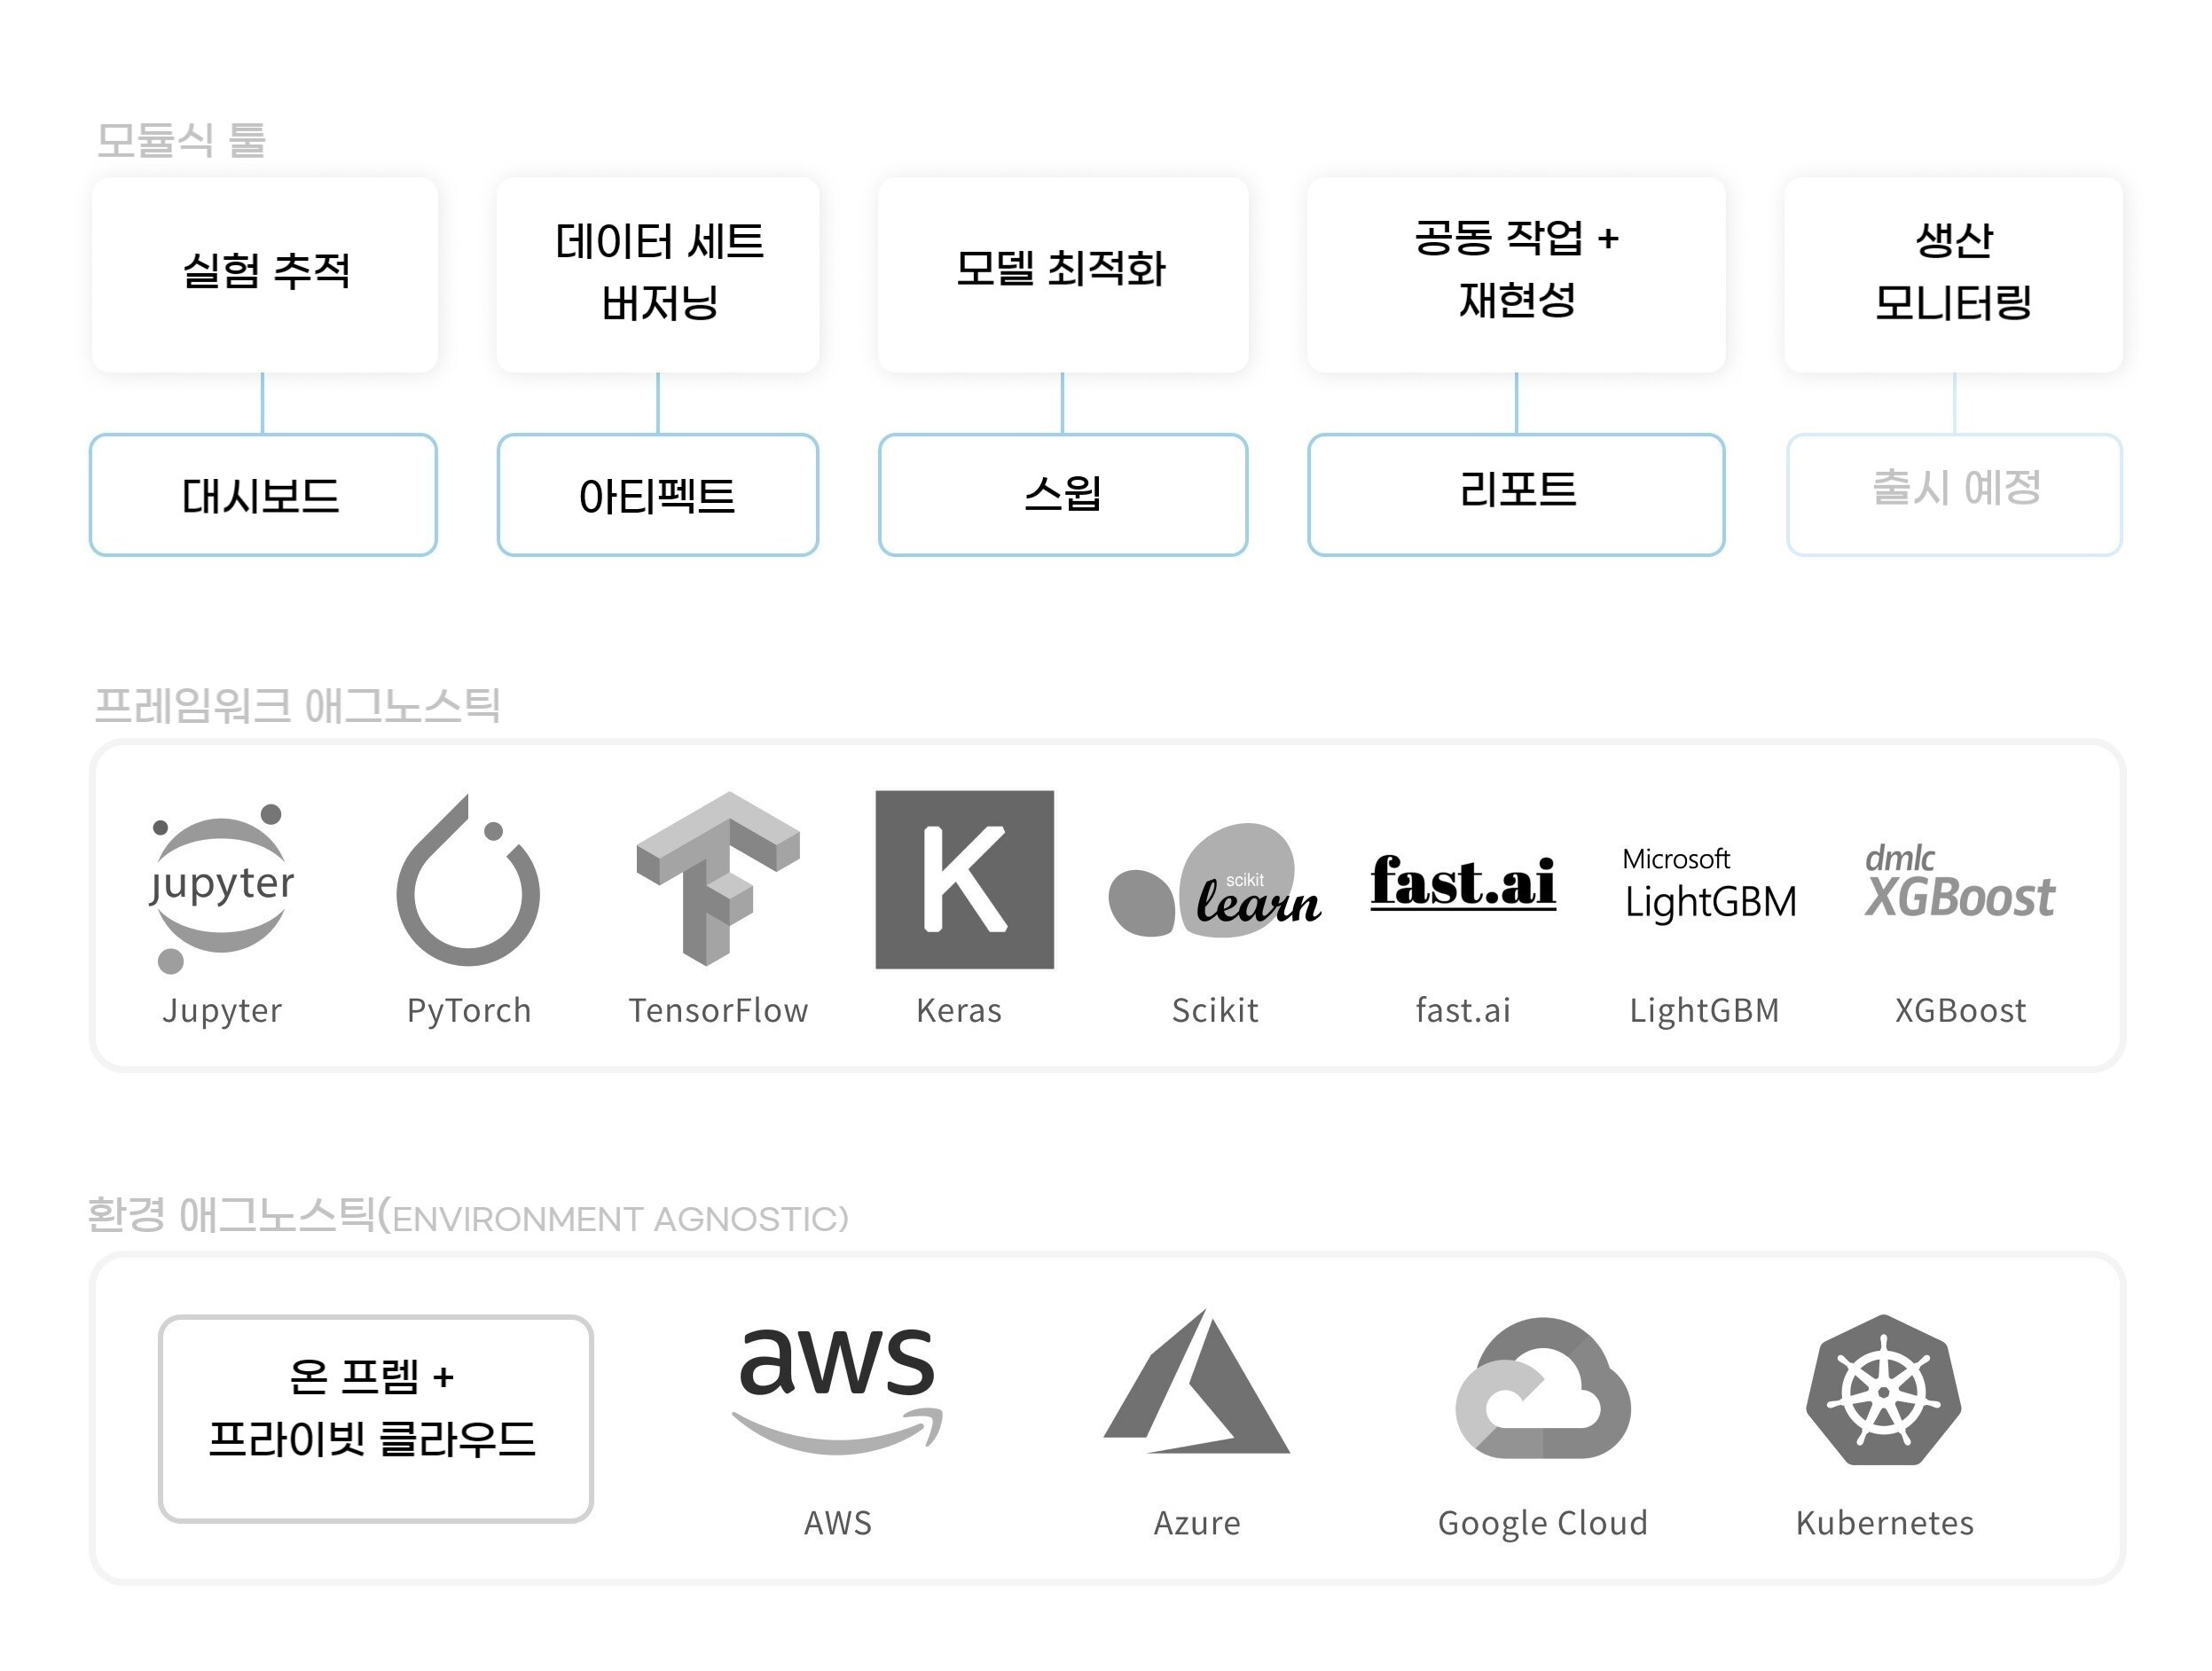 모듈식 툴
실험 추적
데이터 세트
버저닝
모델 최적화
공동 작업 +
재현성
생산
모니터링
대시보드
아티펙트
스윕
리포트
출시 예정
프레임워크 애그노스틱
jupyter
K
scikit
learn
fast.ai
Microsoft
LightGBM
dmlc
XGBoost
Jupyter
PyTorch
TensorFlow
Keras
Scikit
fast.ai
LightGBM
XGBoost
환경 애그노스틱(ENVIRONMENT AGNOSTIC)
온 프렘 +
프라이빗 클라우드
aws
AWS
Azure
Google Cloud
Kubernetes